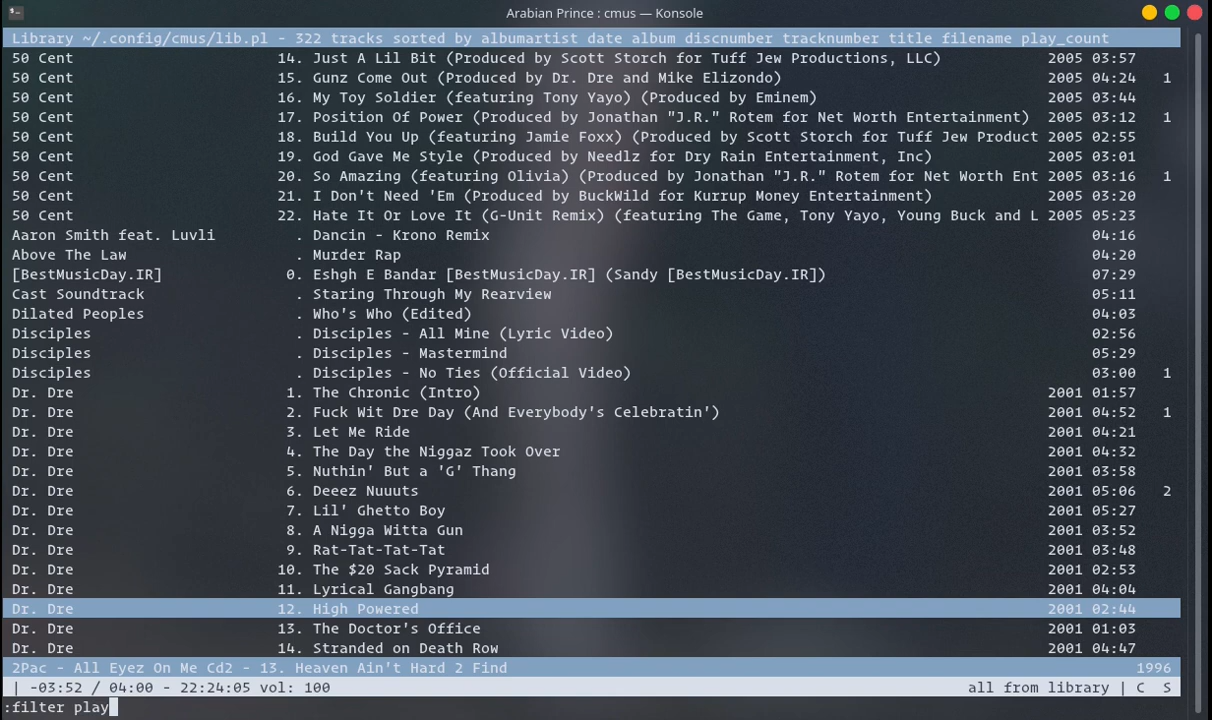 Arabian Prince : cmus — Konsole
Library ~/.config/cmus/lib.pl - 322 tracks sorted by albumartist date album discnumber tracknumber title filename play_count
50 Cent 14. Just A Lil Bit (Produced by Scott Storch for Tuff Jew Productions, LLC) 2005 03:57
50 Cent 15. Gunz Come Out (Produced by Dr. Dre and Mike Elizondo) 2005 04:24 1
50 Cent 16. My Toy Soldier (featuring Tony Yayo) (Produced by Eminem) 2005 03:44
50 Cent 17. Position Of Power (Produced by Jonathan "J.R." Rotem for Net Worth Entertainment) 2005 03:12 1
50 Cent 18. Build You Up (featuring Jamie Foxx) (Produced by Scott Storch for Tuff Jew Product 2005 02:55
50 Cent 19. God Gave Me Style (Produced by Needlz for Dry Rain Entertainment, Inc) 2005 03:01
50 Cent 20. So Amazing (featuring Olivia) (Produced by Jonathan "J.R." Rotem for Net Worth Ent 2005 03:16 1
50 Cent 21. I Don't Need 'Em (Produced by BuckWild for Kurrup Money Entertainment) 2005 03:20
50 Cent 22. Hate It Or Love It (G-Unit Remix) (featuring The Game, Tony Yayo, Young Buck and L 2005 05:23
Aaron Smith feat. Luvli . Dancin - Krono Remix 04:16
Above The Law . Murder Rap 04:20
[BestMusicDay.IR] 0. Eshgh E Bandar [BestMusicDay.IR] (Sandy [BestMusicDay.IR]) 07:29
Cast Soundtrack . Staring Through My Rearview 05:11
Dilated Peoples . Who's Who (Edited) 04:03
Disciples . Disciples - All Mine (Lyric Video) 02:56
Disciples . Disciples - Mastermind 05:29
Disciples . Disciples - No Ties (Official Video) 03:00 1
Dr. Dre 1. The Chronic (Intro) 2001 01:57
Dr. Dre 2. Fuck Wit Dre Day (And Everybody's Celebratin') 2001 04:52 1
Dr. Dre 3. Let Me Ride 2001 04:21
Dr. Dre 4. The Day the Niggaz Took Over 2001 04:32
Dr. Dre 5. Nuthin' But a 'G' Thang 2001 03:58
Dr. Dre 6. Deeez Nuuuts 2001 05:06 2
Dr. Dre 7. Lil' Ghetto Boy 2001 05:27
Dr. Dre 8. A Nigga Witta Gun 2001 03:52
Dr. Dre 9. Rat-Tat-Tat-Tat 2001 03:48
Dr. Dre 10. The $20 Sack Pyramid 2001 02:53
Dr. Dre 11. Lyrical Gangbang 2001 04:04
Dr. Dre 12. High Powered 2001 02:44
Dr. Dre 13. The Doctor's Office 2001 01:03
Dr. Dre 14. Stranded on Death Row 2001 04:47
2Pac - All Eyez On Me Cd2 - 13. Heaven Ain't Hard 2 Find 1996
| -03:52 / 04:00 - 22:24:05 vol: 100 all from library | C S
:filter play